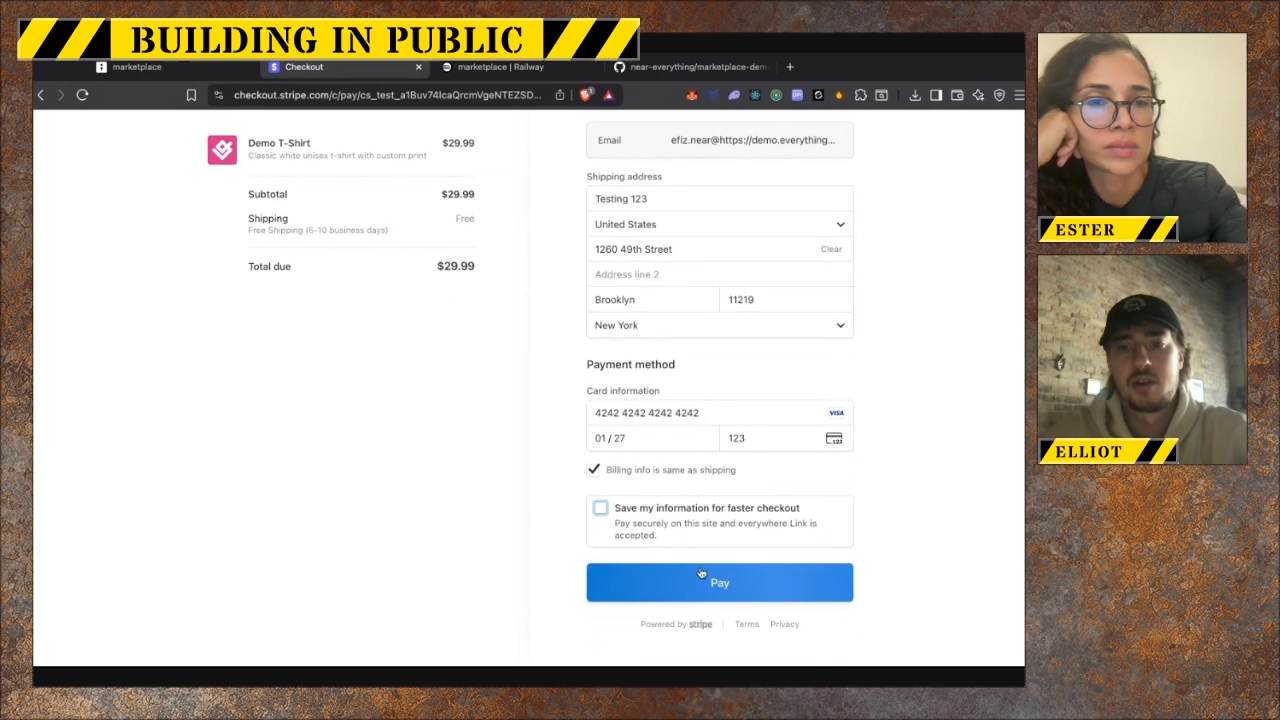 BUILDING IN PUBLIC
marketplace
Checkout
marketplace | Railway
near-everything/marketplace-dem
checkout.stripe.com/c/pay/cs_test_a1Buv74IcaQrcmVgeNTEZSD...
Demo T-Shirt $29.99
Classic white unisex t-shirt with custom print
Subtotal $29.99
Shipping Free
Free Shipping (5-10 business days)
Total due $29.99
Email efiz.near@https://demo.everything...
Shipping address
Testing 123
United States
1260 49th Street Clear
Address line 2
Brooklyn 11219
New York
Payment method
Card information
4242 4242 4242 4242 VISA
01 / 27 123
Billing info is same as shipping
Save my information for faster checkout
Pay securely on this site and everywhere Link is
accepted.
Pay
Powered by stripe Terms Privacy
ESTER
ELLIOT